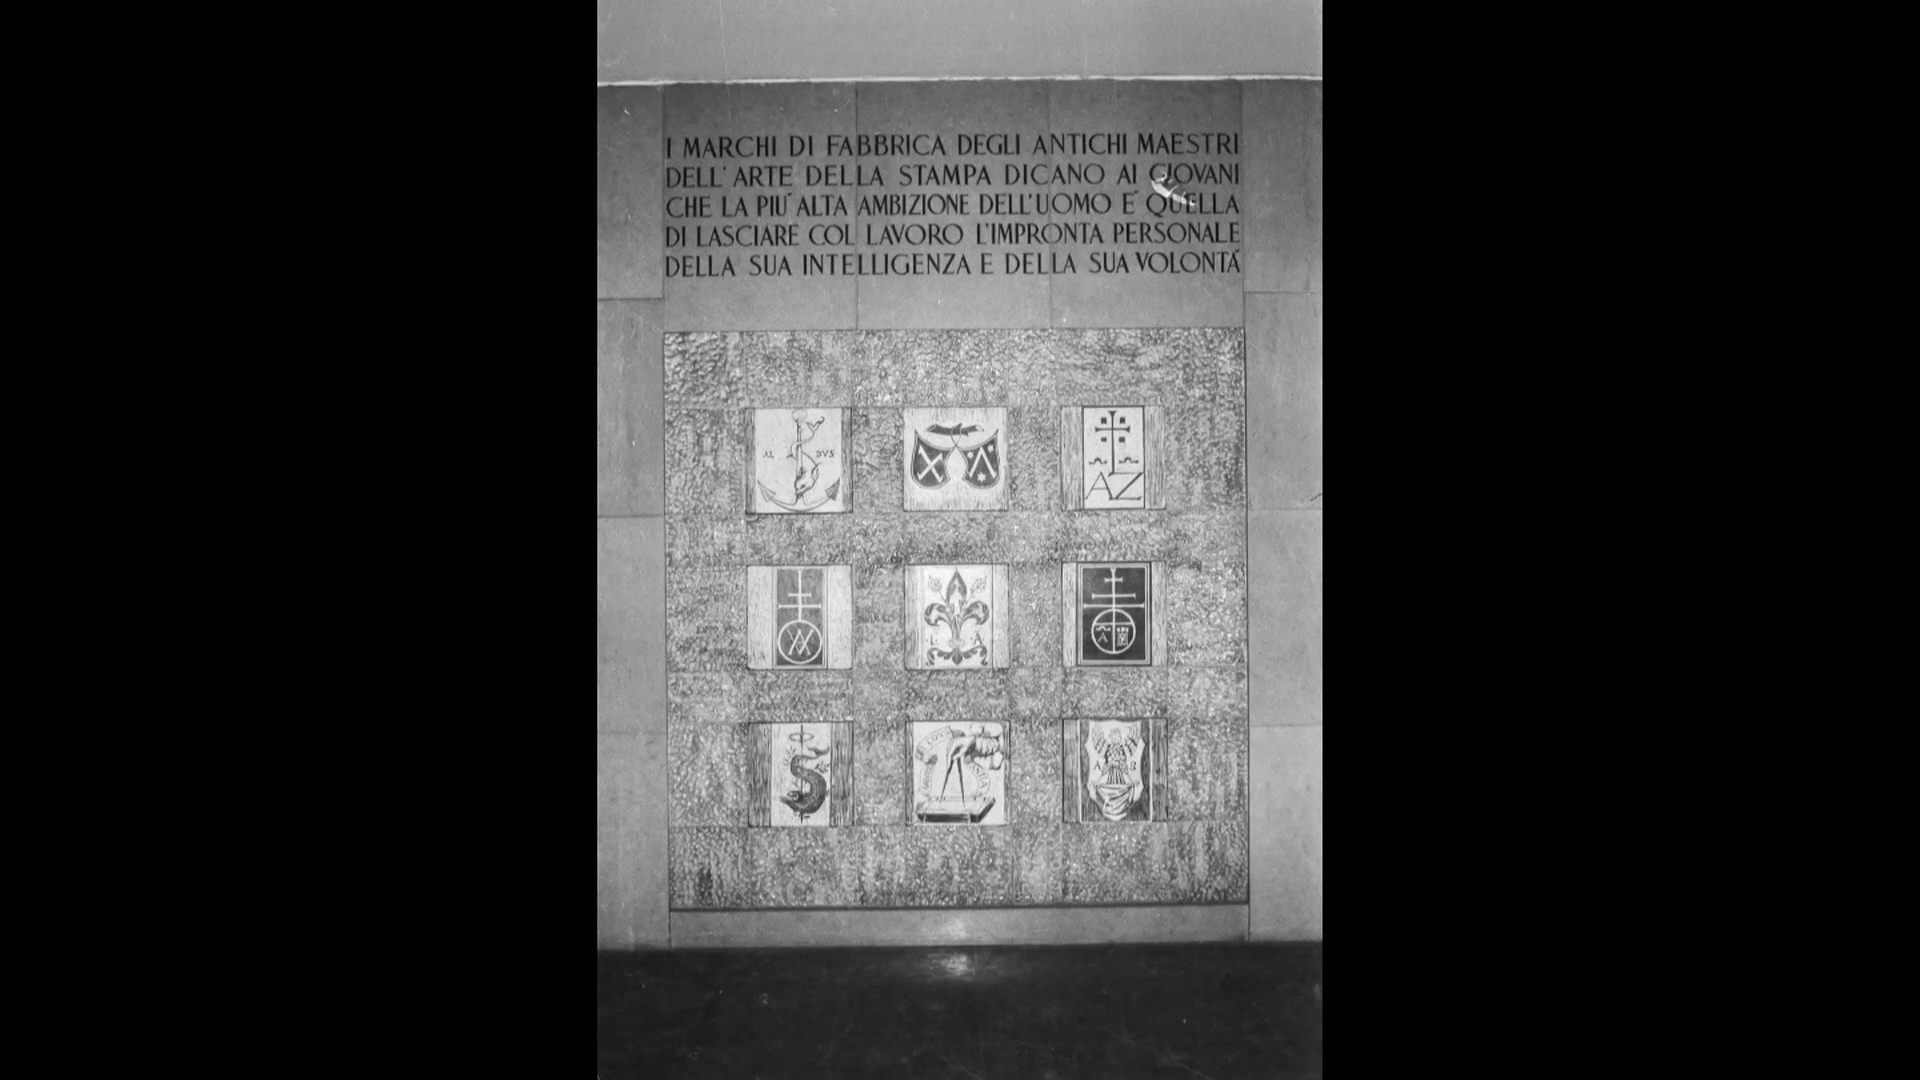 I MARCHI DI FABBRICA DEGLI ANTICHI MAESTRI
DELL'ARTE DELLA STAMPA DICANO AI GIOVANI
CHE LA PIU' ALTA AMBIZIONE DELL'UOMO E' QUELLA
DI LASCIARE COL LAVORO L'IMPRONTA PERSONALE
DELLA SUA INTELLIGENZA E DELLA SUA VOLONTA'
AL DVS
AZ
L A
A
A B